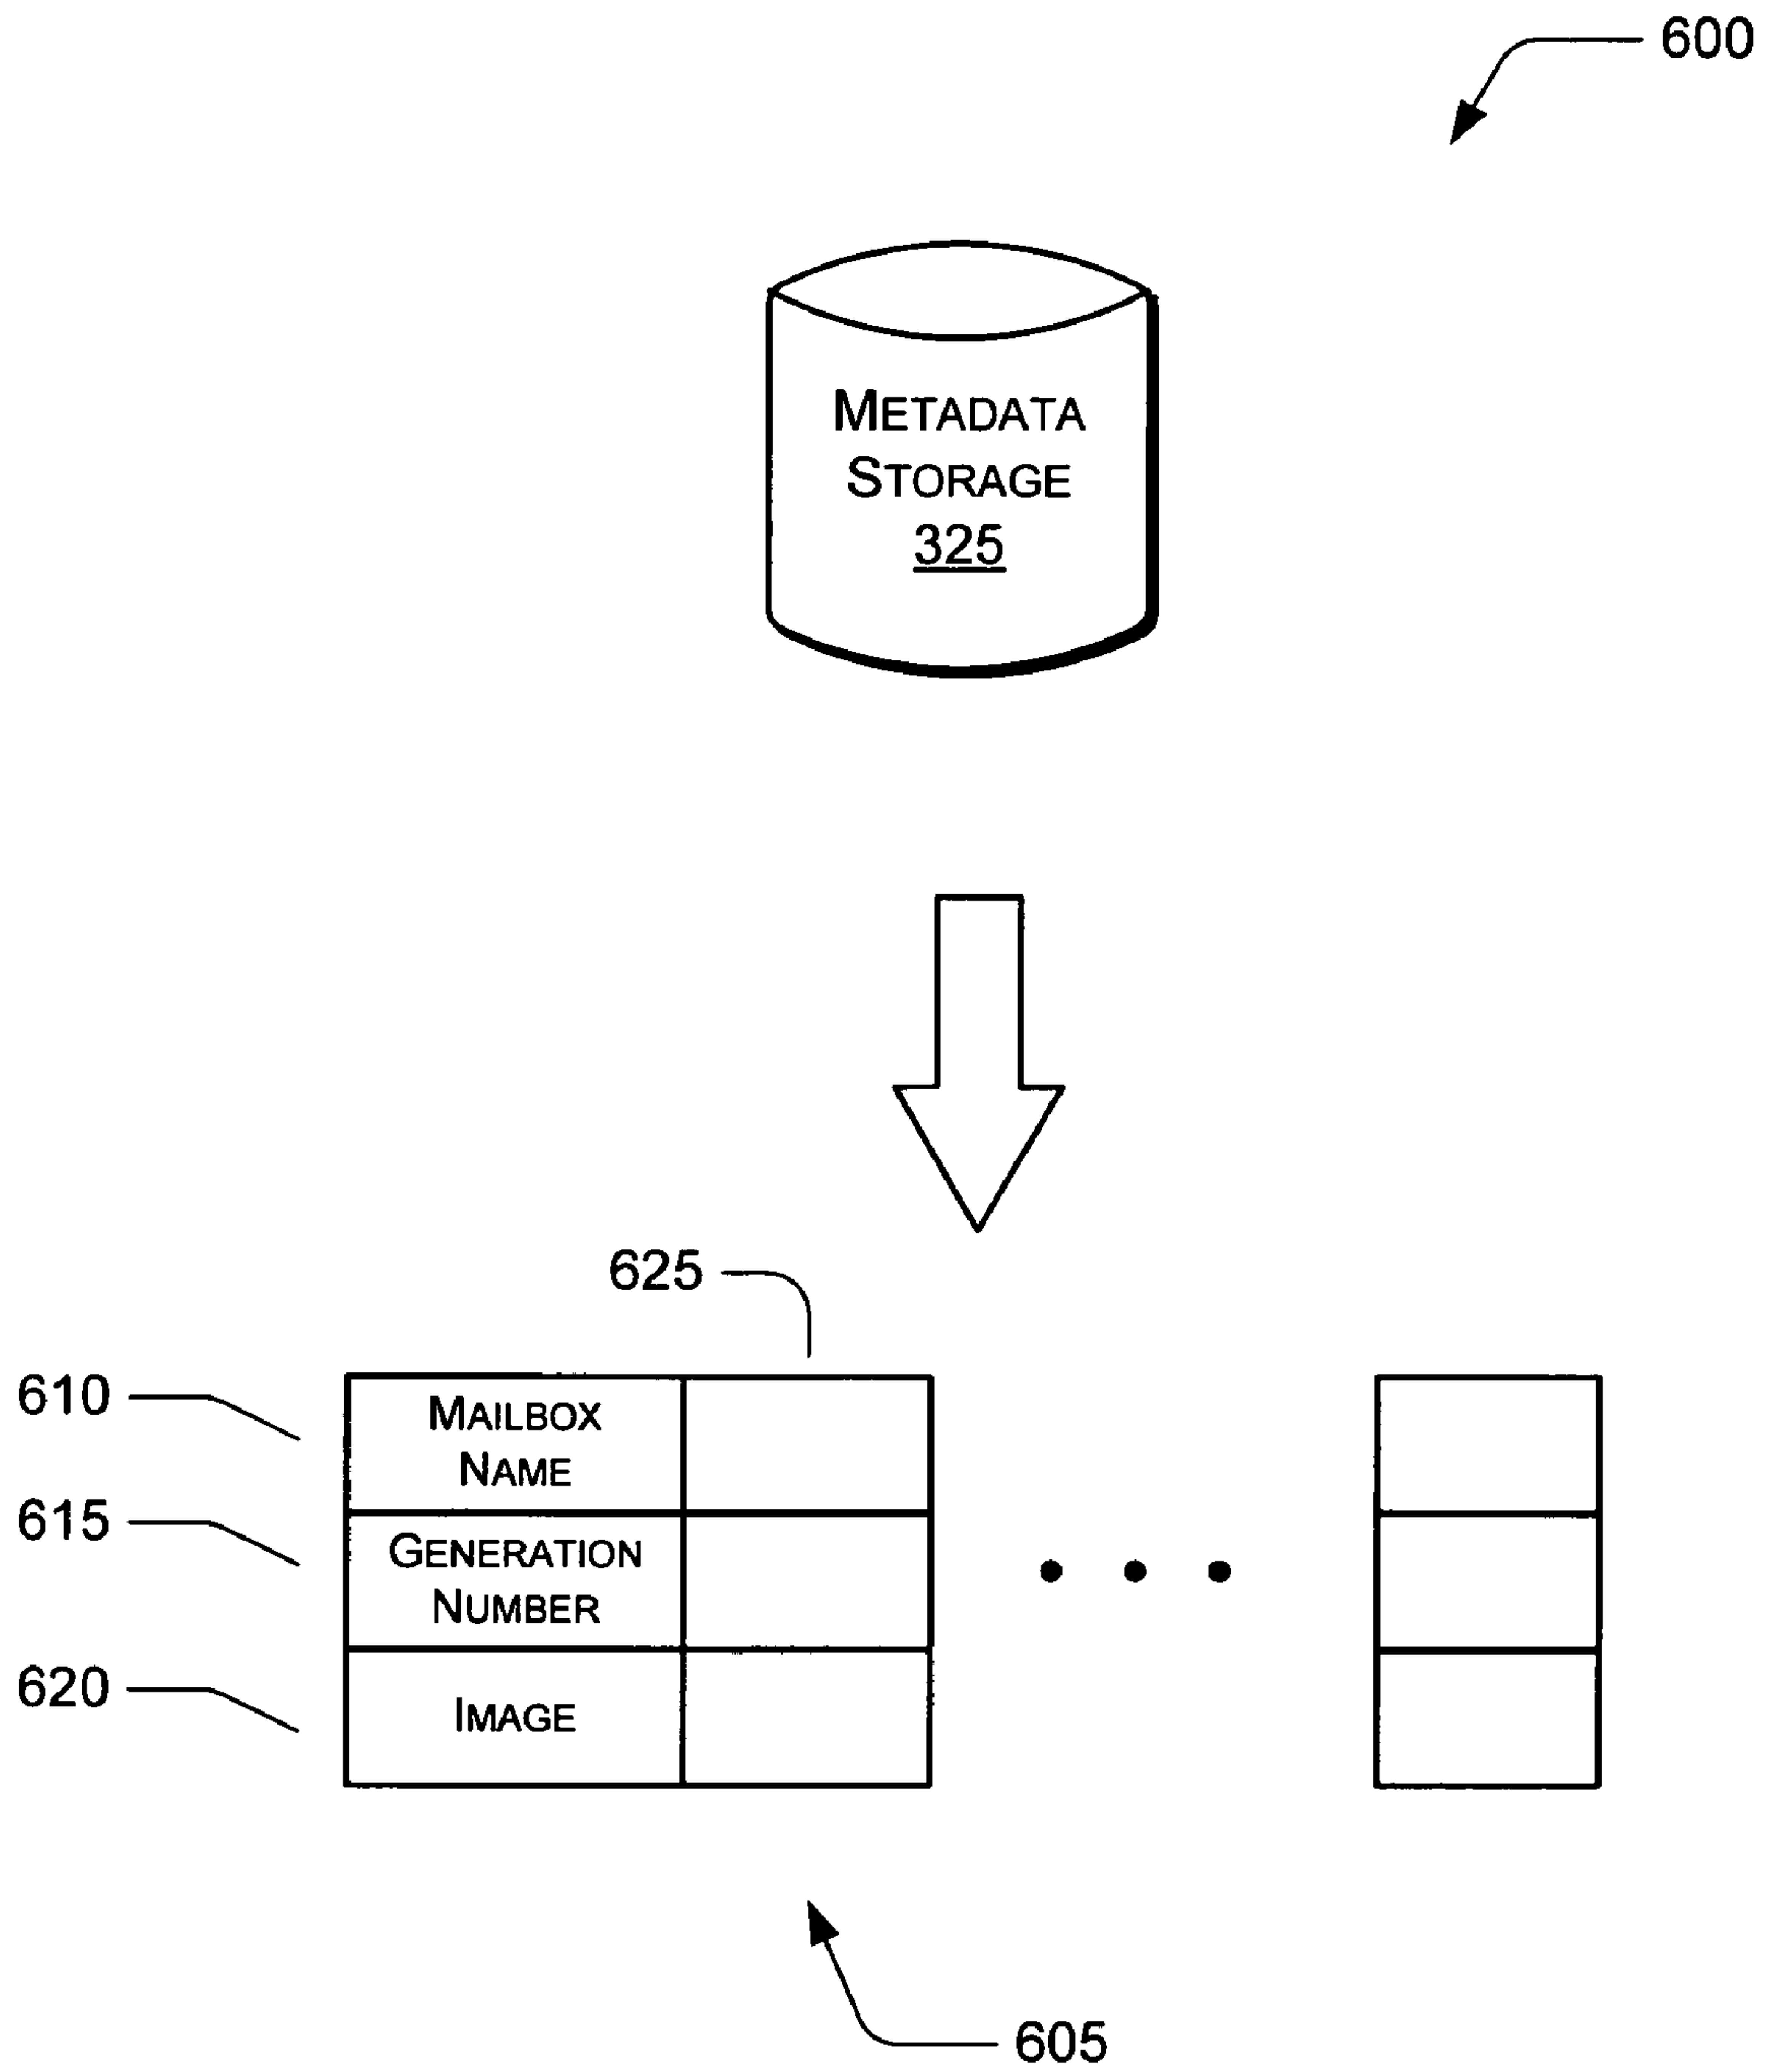 600
METADATA
STORAGE
325
625
610
MAILBOX
NAME
615
GENERATION
NUMBER
620
IMAGE
605